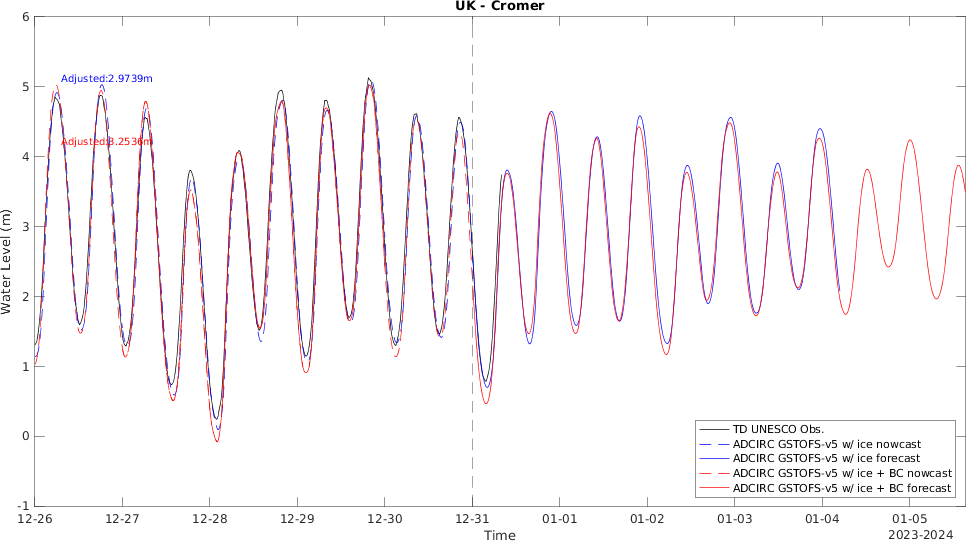 UK - Cromer
6
5
4
3
2
1
0
-1
Water Level (m)
Adjusted:2.9739m
Adjusted:3.2536m
TD UNESCO Obs.
ADCIRC GSTOFS-v5 w/ ice nowcast
ADCIRC GSTOFS-v5 w/ ice forecast
ADCIRC GSTOFS-v5 w/ ice + BC nowcast
ADCIRC GSTOFS-v5 w/ ice + BC forecast
12-26 12-27 12-28 12-29 12-30 12-31 01-01 01-02 01-03 01-04 01-05
Time
2023-2024